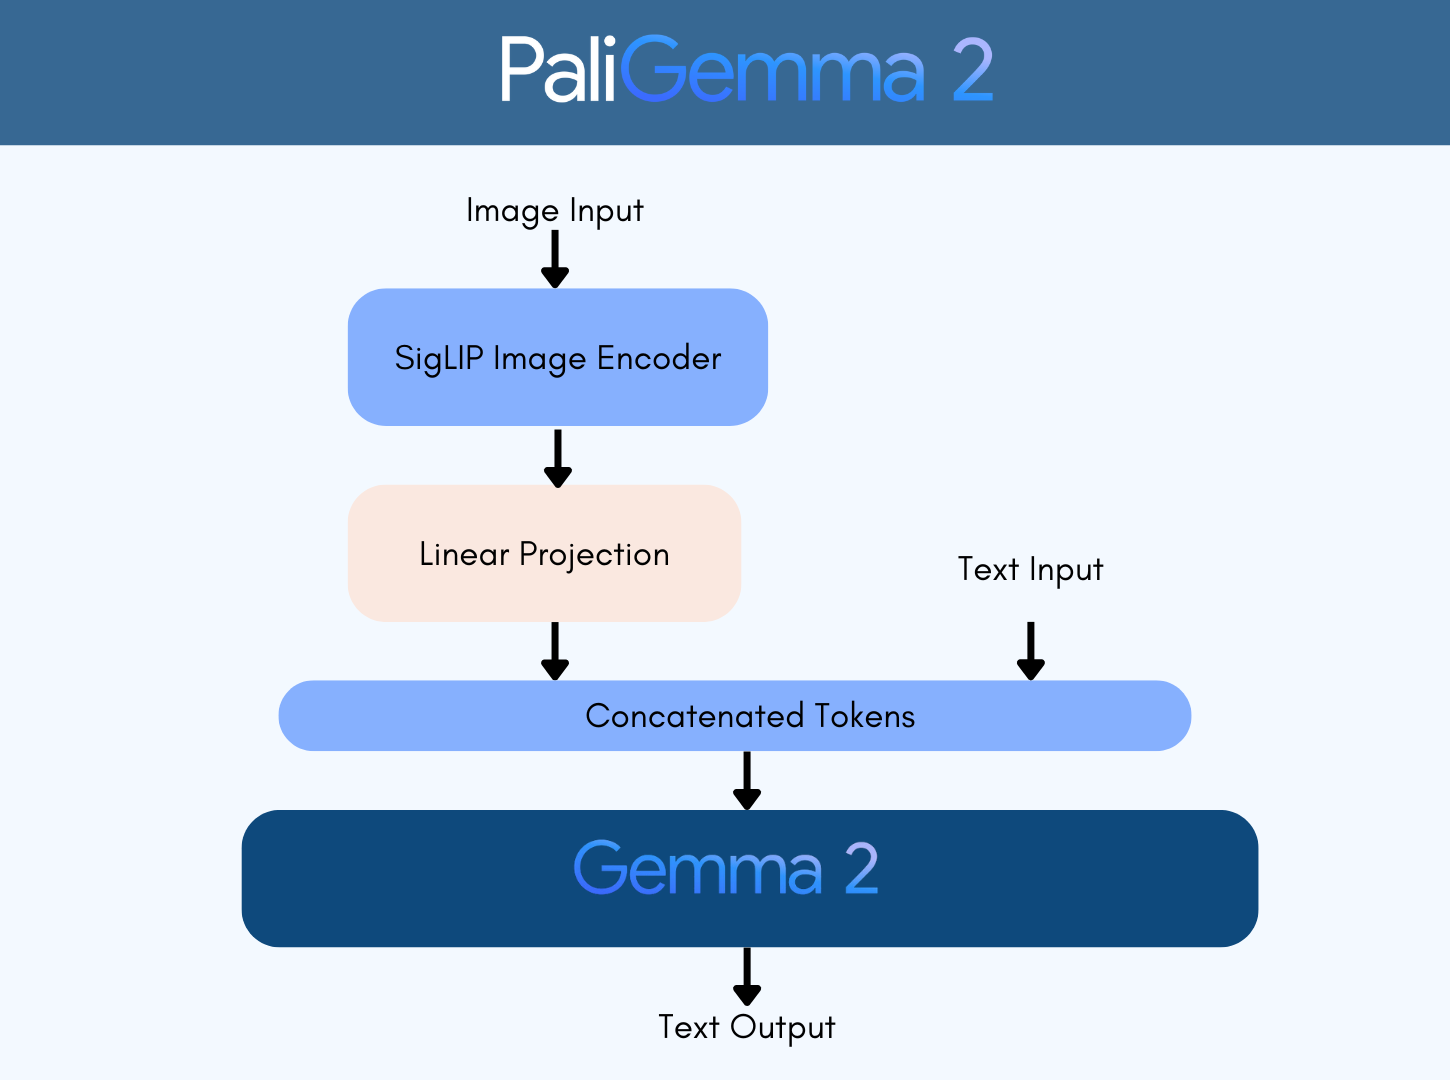 PaliGemma 2
Image Input
SigLIP Image Encoder
Linear Projection
Text Input
Concatenated Tokens
Gemma 2
Text Output